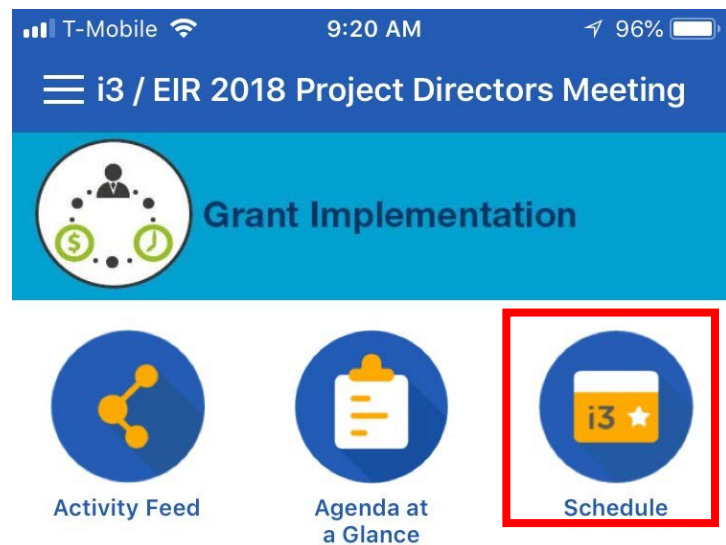 T-Mobile 9:20 AM 96%
i3 / EIR 2018 Project Directors Meeting
$
Grant Implementation
i3
Activity Feed
Agenda at
a Glance
Schedule